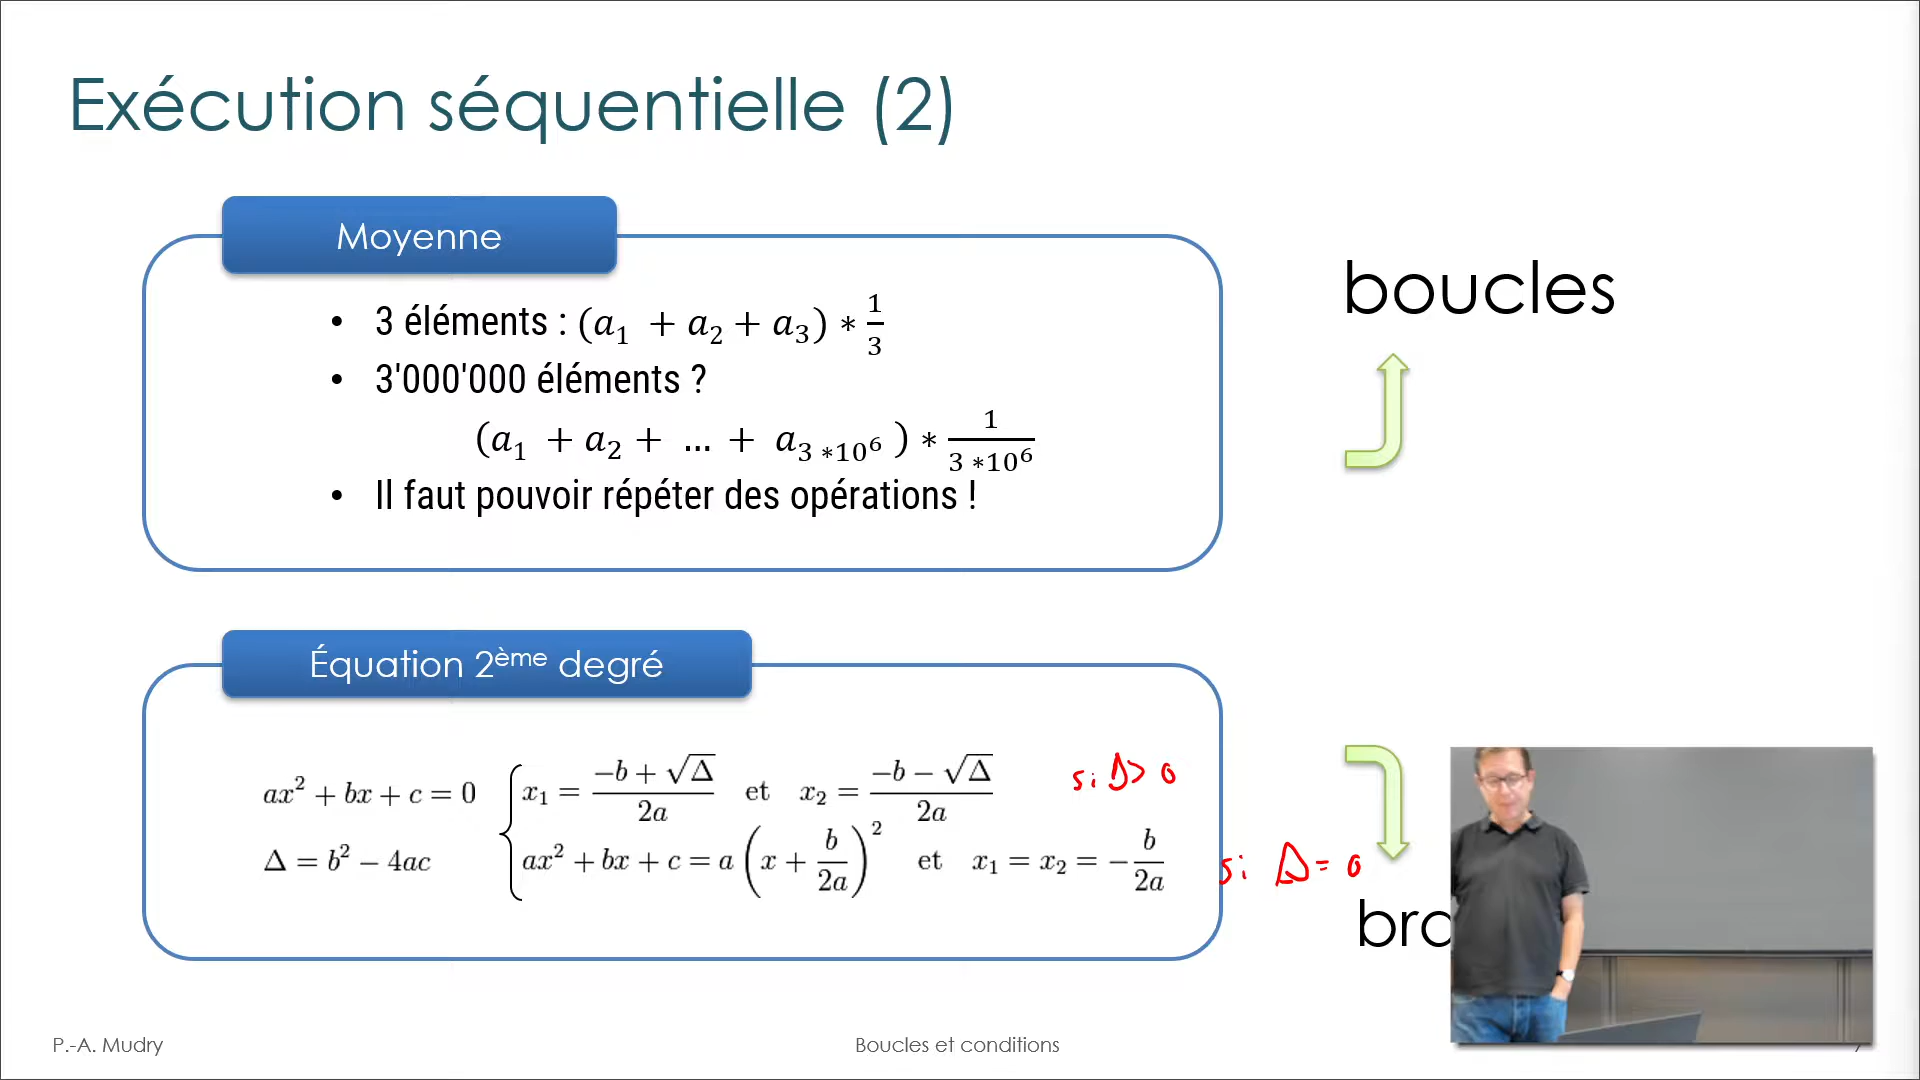 Exécution séquentielle (2)
Moyenne
• 3 éléments : (a₁ + a₂ + a₃) * 1/3
• 3'000'000 éléments ?
(a₁ + a₂ + … + a₃ *₁₀⁶ ) * 1/(3 *10⁶)
• Il faut pouvoir répéter des opérations !
boucles
Équation 2ème degré
ax² + bx + c = 0
Δ = b² − 4ac
x₁ = (−b + √Δ)/2a et x₂ = (−b − √Δ)/2a si Δ > 0
ax² + bx + c = a (x + b/2a)² et x₁ = x₂ = − b/2a si Δ = 0
P.-A. Mudry
Boucles et conditions